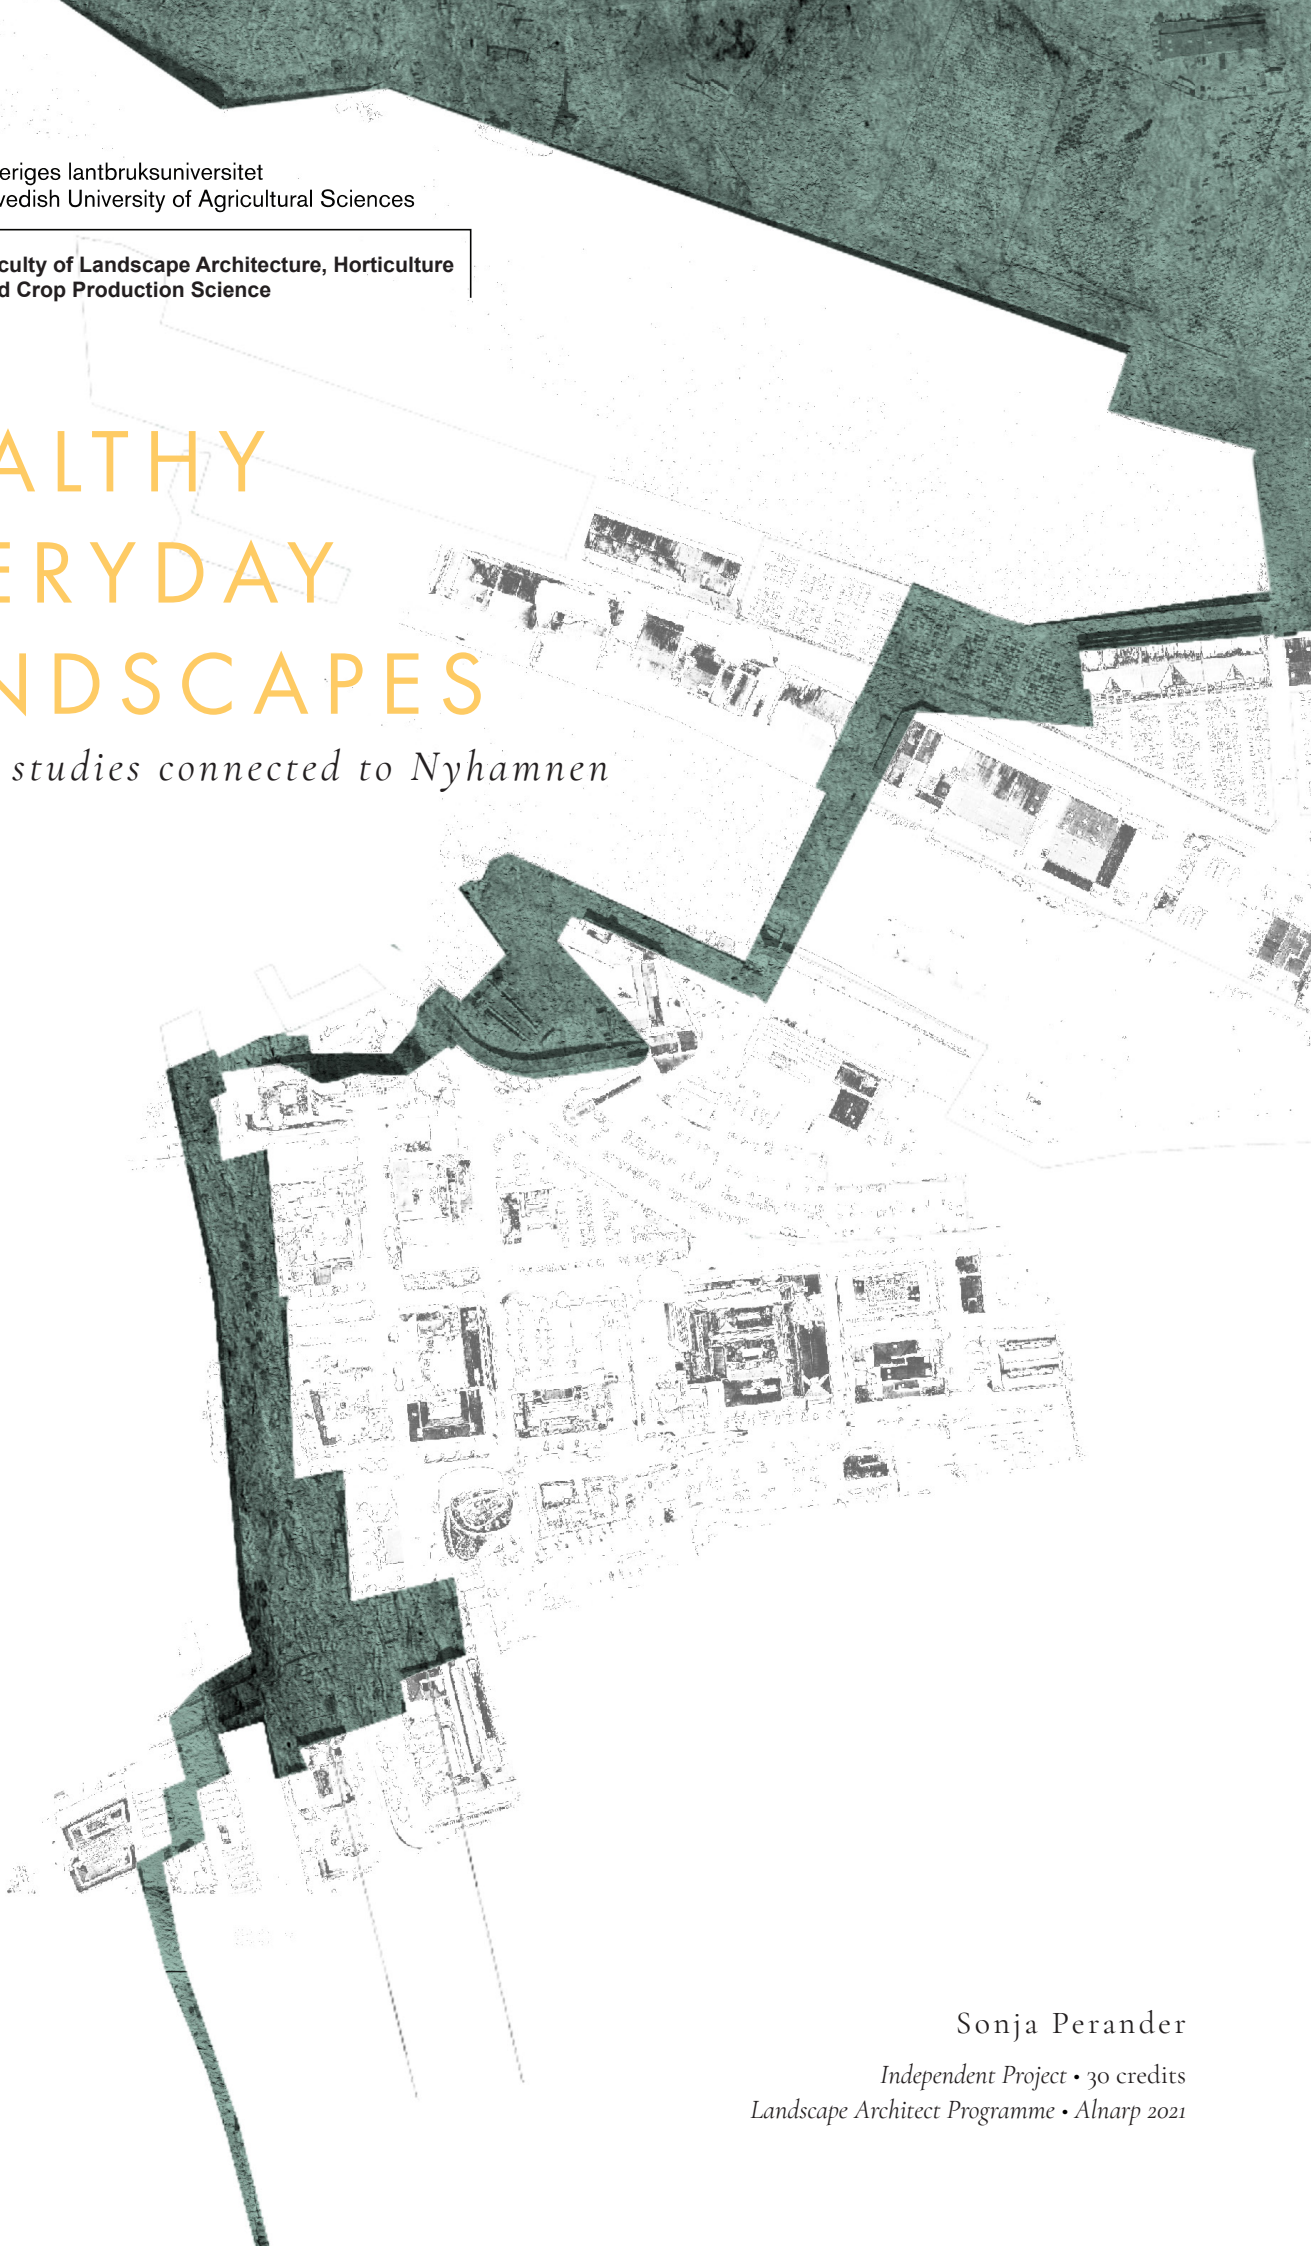 eriges lantbruksuniversitet
vedish University of Agricultural Sciences
culty of Landscape Architecture, Horticulture
d Crop Production Science
ALTHY
ERYDAY
NDSCAPES
studies connected to Nyhamnen
Sonja Perander
Independent Project • 30 credits
Landscape Architect Programme • Alnarp 2021